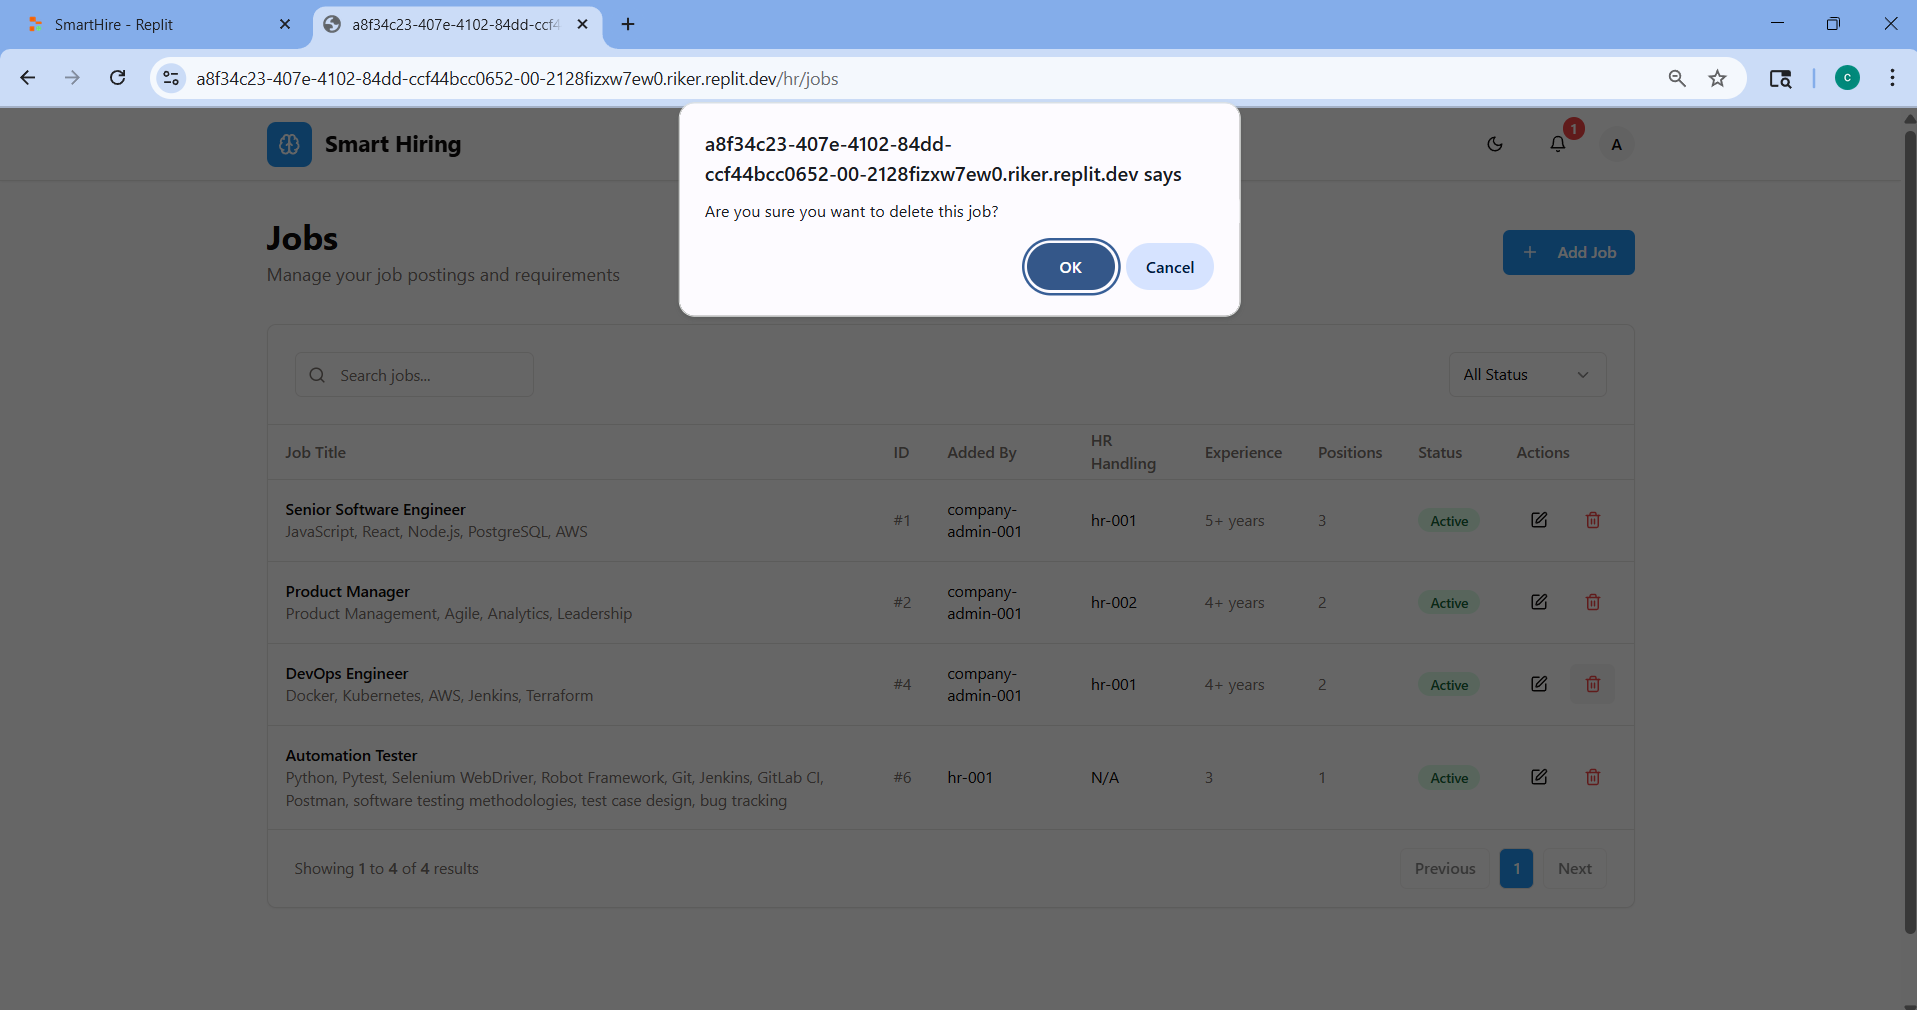 SmartHire - Replit
a8f34c23-407e-4102-84dd-ccf4
a8f34c23-407e-4102-84dd-ccf44bcc0652-00-2128fizxw7ew0.riker.replit.dev/hr/jobs
C
Smart Hiring
1
A
a8f34c23-407e-4102-84dd-
ccf44bcc0652-00-2128fizxw7ew0.riker.replit.dev says
Are you sure you want to delete this job?
OK
Cancel
Jobs
Manage your job postings and requirements
+ Add Job
Search jobs...
All Status
Job Title
ID
Added By
HR
Handling
Experience
Positions
Status
Actions
Senior Software Engineer
JavaScript, React, Node.js, PostgreSQL, AWS
#1
company-
admin-001
hr-001
5+ years
3
Active
Product Manager
Product Management, Agile, Analytics, Leadership
#2
company-
admin-001
hr-002
4+ years
2
Active
DevOps Engineer
Docker, Kubernetes, AWS, Jenkins, Terraform
#4
company-
admin-001
hr-001
4+ years
2
Active
Automation Tester
Python, Pytest, Selenium WebDriver, Robot Framework, Git, Jenkins, GitLab CI,
Postman, software testing methodologies, test case design, bug tracking
#6
hr-001
N/A
3
1
Active
Showing 1 to 4 of 4 results
Previous
1
Next